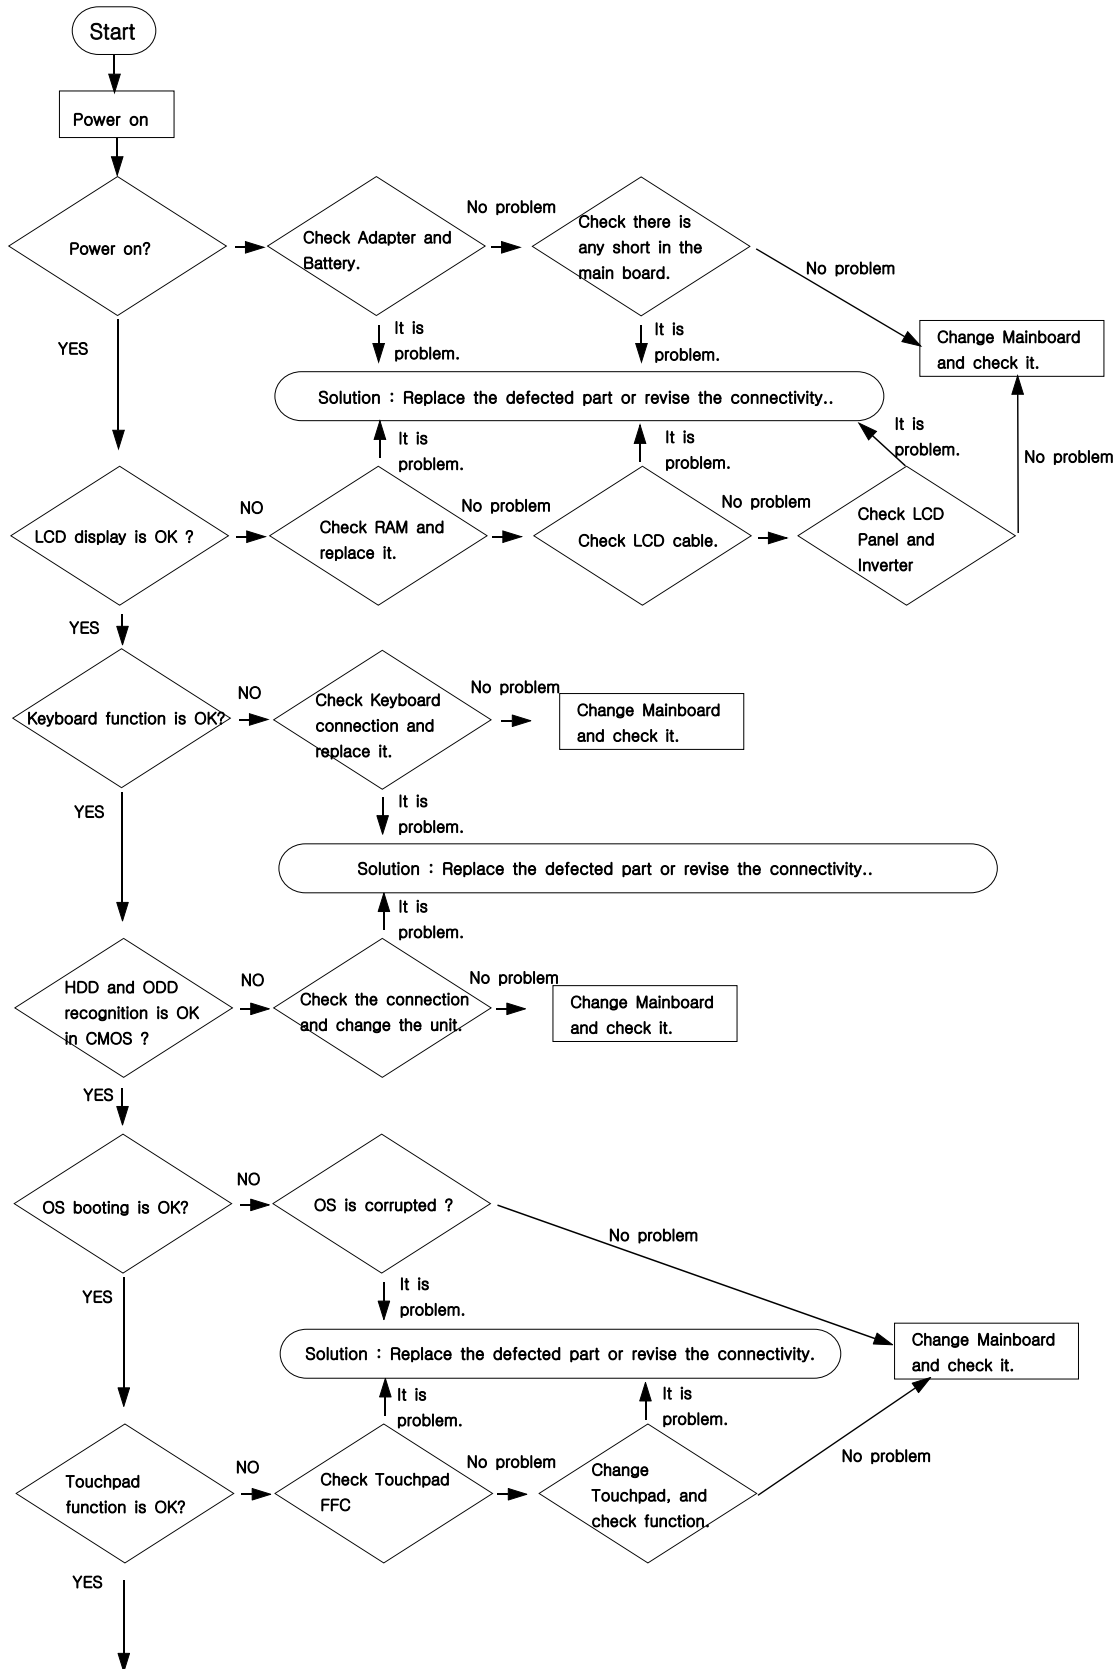 Start
Power on
Power on?
Check Adapter and
Battery.
No problem
Check there is
any short in the
main board.
No problem
YES
It is
problem.
It is
problem.
Change Mainboard
and check it.
Solution : Replace the defected part or revise the connectivity..
It is
problem.
It is
problem.
It is
problem.
No problem
LCD display is OK ?
NO
Check RAM and
replace it.
No problem
Check LCD cable.
No problem
Check LCD
Panel and
Inverter
YES
Keyboard function is OK?
NO
Check Keyboard
connection and
replace it.
No problem
Change Mainboard
and check it.
YES
It is
problem.
Solution : Replace the defected part or revise the connectivity..
It is
problem.
HDD and ODD
recognition is OK
in CMOS ?
NO
Check the connection
and change the unit.
No problem
Change Mainboard
and check it.
YES
OS booting is OK?
NO
OS is corrupted ?
No problem
YES
It is
problem.
Change Mainboard
and check it.
Solution : Replace the defected part or revise the connectivity.
It is
problem.
It is
problem.
No problem
Touchpad
function is OK?
NO
Check Touchpad
FFC
No problem
Change
Touchpad, and
check function.
YES